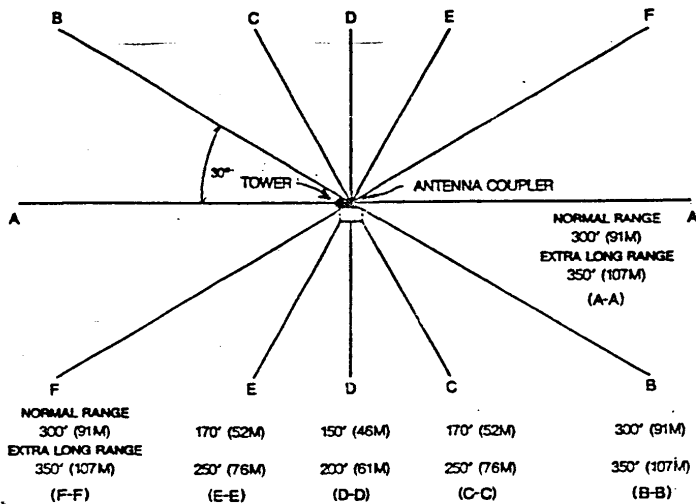 B C D E F
30°
TOWER ANTENNA COUPLER
A A
NORMAL RANGE
300' (91M)
EXTRA LONG RANGE
350' (107M)
(A-A)
F E D C B
NORMAL RANGE
300' (91M) 170' (52M) 150' (46M) 170' (52M) 300' (91M)
EXTRA LONG RANGE
350' (107M) 250' (76M) 200' (61M) 250' (76M) 350' (107M)
(F-F) (E-E) (D-D) (C-C) (B-B)